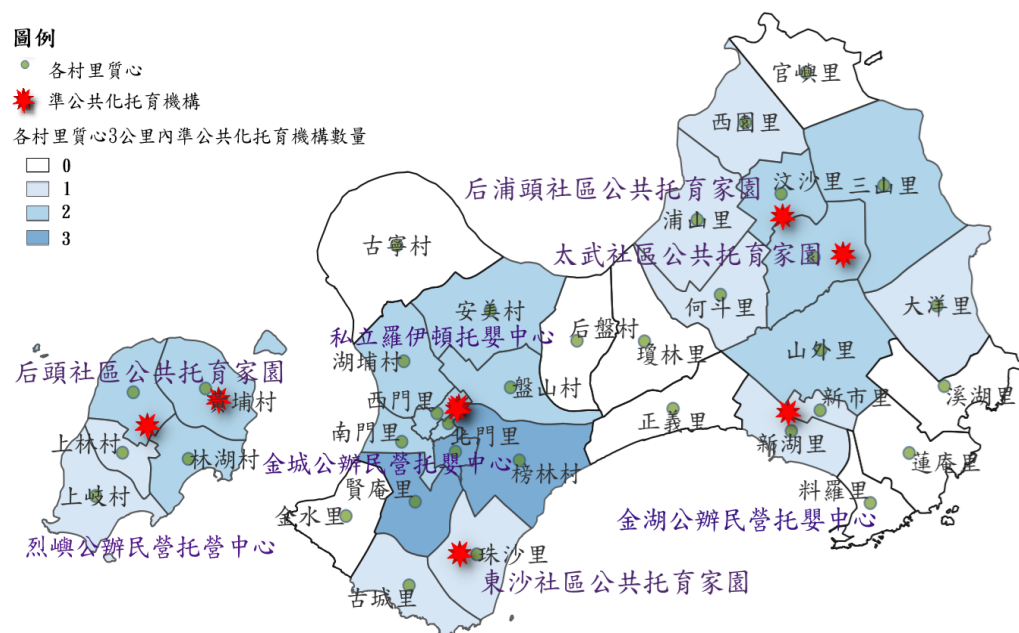 圖例
各村里質心
準公共化托育機構
各村里質心3公里內準公共化托育機構數量
0
1
2
3
官嶼里
西園里
后浦頭社區公共托育家園
汶沙里
三山里
浦山里
古寧村
太武社區公共托育家園
何斗里
大洋里
安美村
私立羅伊頓托嬰中心
后盤村
瓊林里
山外里
湖埔村
后頭社區公共托育家園
黃埔村
西門里
盤山村
新市里
溪湖里
正義里
南門里
北門里
新湖里
上林村
林湖村
金城公辦民營托嬰中心
榜林村
蓮庵里
上岐村
賢庵里
料羅里
金水里
金湖公辦民營托嬰中心
烈嶼公辦民營托營中心
珠沙里
東沙社區公共托育家園
古城里